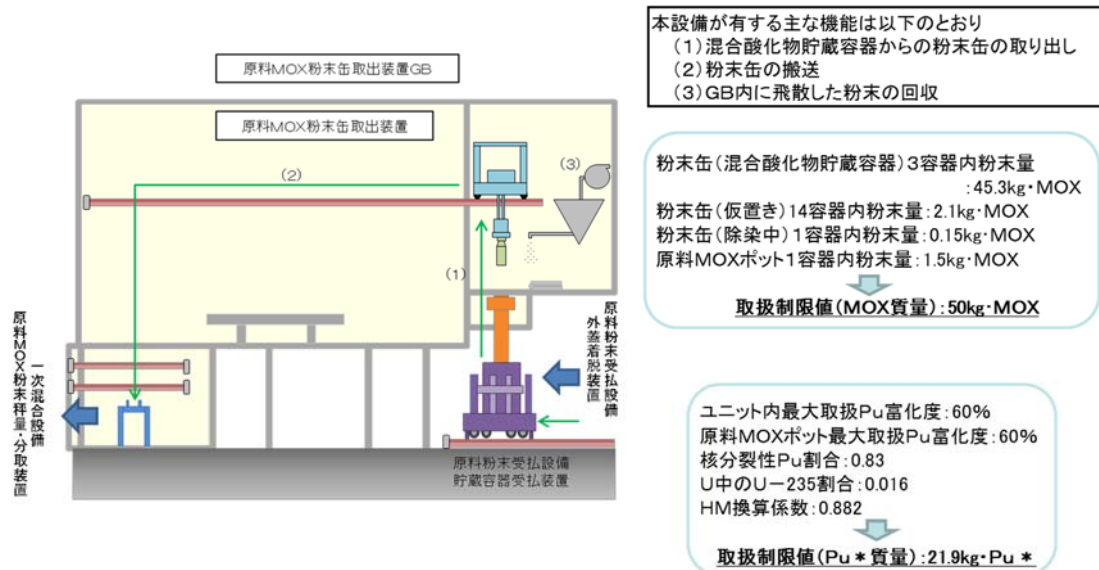 原料MOX粉末缶取出装置GB
原料MOX粉末缶取出装置
(2)
(3)
(1)
原料粉末受払設備
外蓋着脱装置
一次混合設備
原料MOX粉末秤量・分取装置
原料粉末受払設備
貯蔵容器受払装置
本設備が有する主な機能は以下のとおり
(1)混合酸化物貯蔵容器からの粉末缶の取り出し
(2)粉末缶の搬送
(3)GB内に飛散した粉末の回収
粉末缶(混合酸化物貯蔵容器)3容器内粉末量
:45.3kg・MOX
粉末缶(仮置き)14容器内粉末量:2.1kg・MOX
粉末缶(除染中)1容器内粉末量:0.15kg・MOX
原料MOXポット1容器内粉末量:1.5kg・MOX
取扱制限値(MOX質量):50kg・MOX
ユニット内最大取扱Pu富化度:60%
原料MOXポット最大取扱Pu富化度:60%
核分裂性Pu割合:0.83
U中のU-235割合:0.016
HM換算係数:0.882
取扱制限値(Pu*質量):21.9kg・Pu*